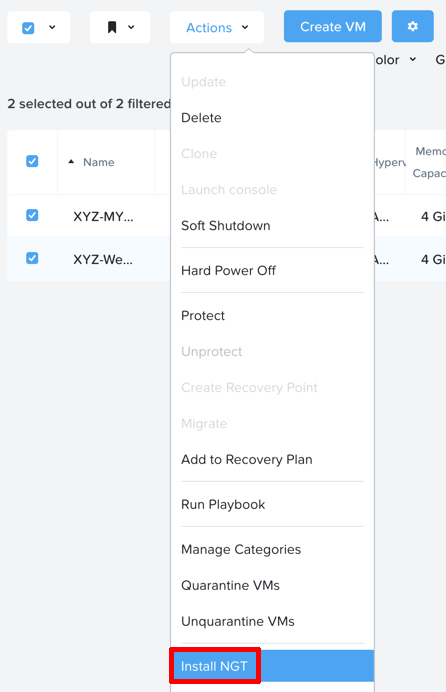 Actions
Create VM
olor
G
2 selected out of 2 filtered
Name
Hyperv
Memo
Capac
XYZ-MY...
A...
4 Gi
XYZ-We...
A...
4 Gi
Update
Delete
Clone
Launch console
Soft Shutdown
Hard Power Off
Protect
Unprotect
Create Recovery Point
Migrate
Add to Recovery Plan
Run Playbook
Manage Categories
Quarantine VMs
Unquarantine VMs
Install NGT